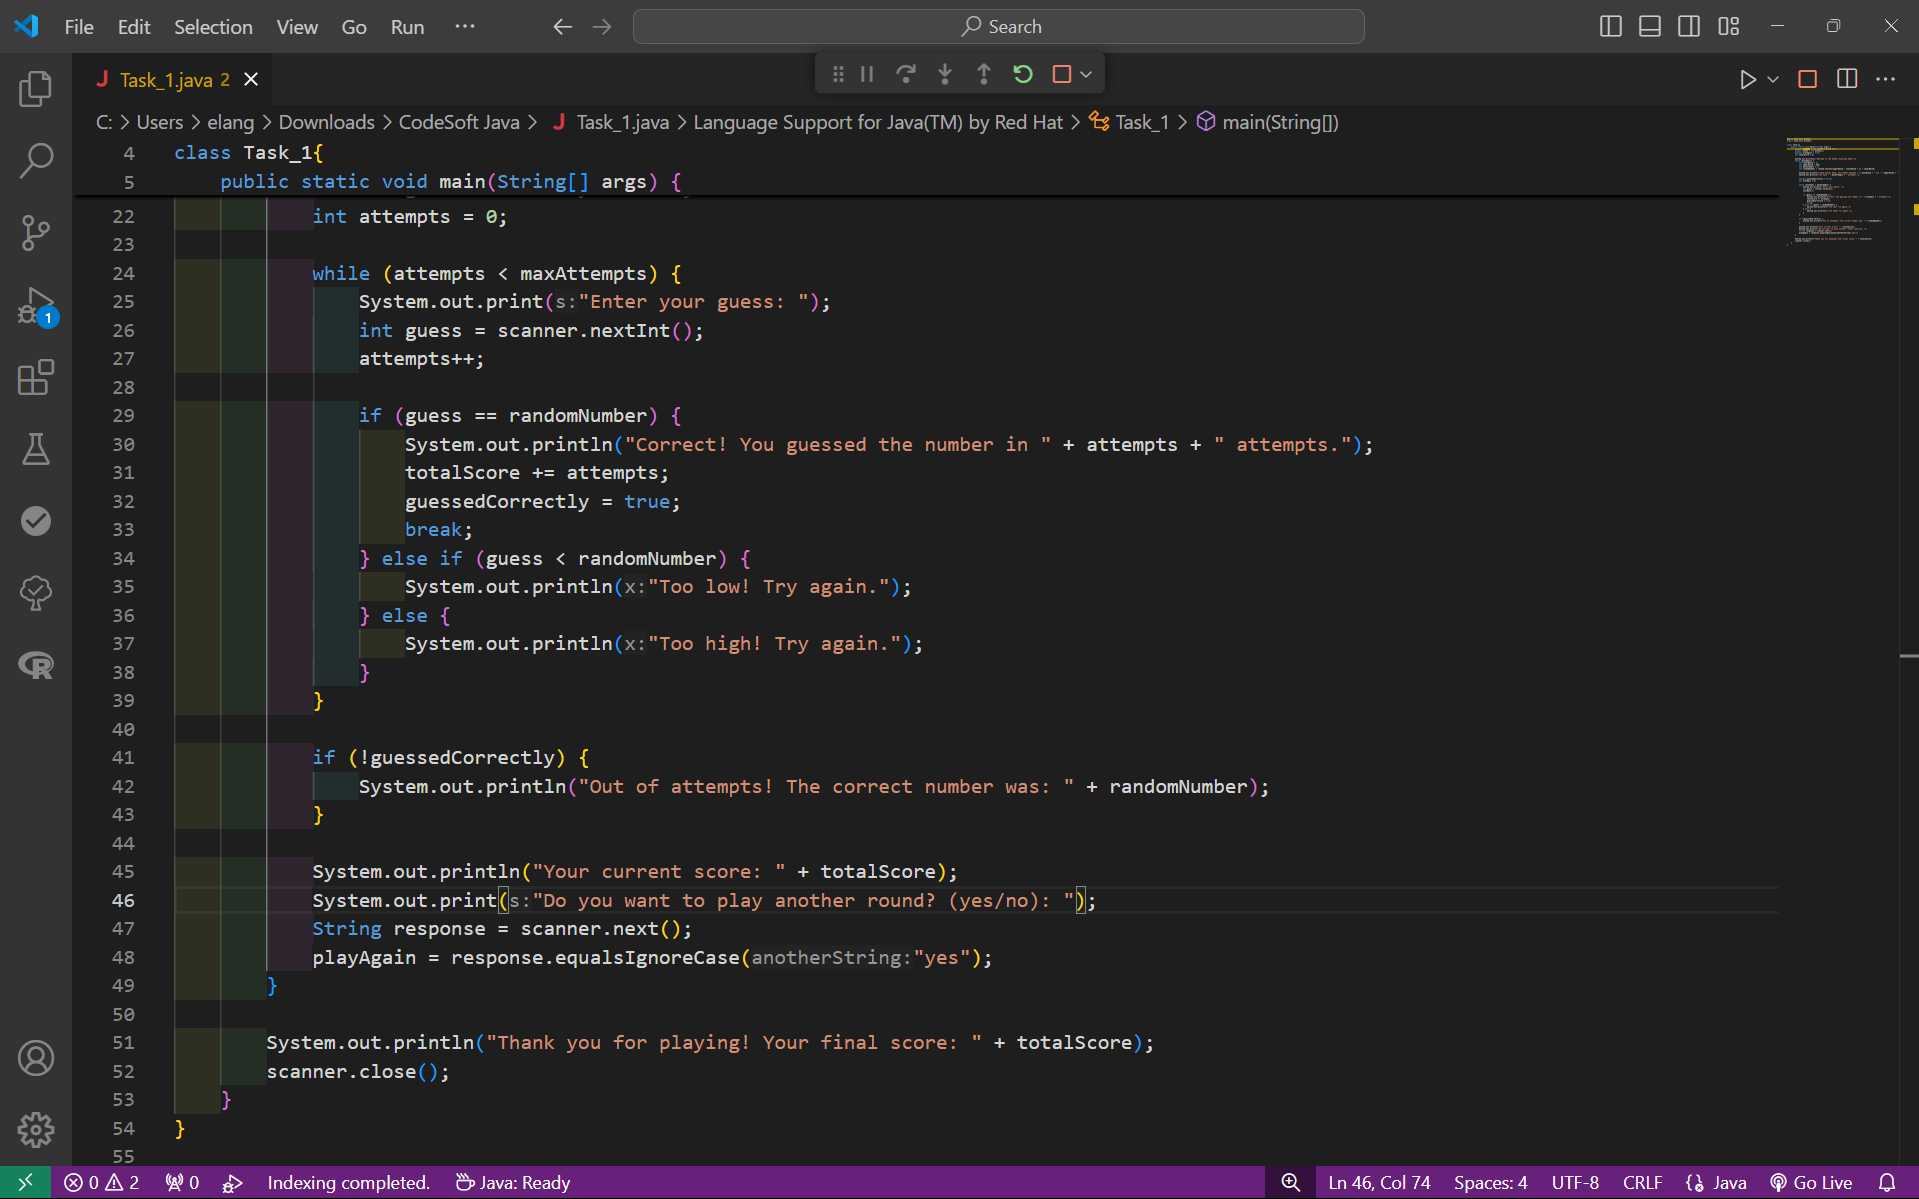 File Edit Selection View Go Run ··· Search
Task_1.java 2
C: > Users > elang > Downloads > CodeSoft Java > J Task_1.java > Language Support for Java(TM) by Red Hat > Task_1 > main(String[])
4 class Task_1{
5 public static void main(String[] args) {
22 int attempts = 0;
23
24 while (attempts < maxAttempts) {
25 System.out.print(s:"Enter your guess: ");
26 int guess = scanner.nextInt();
27 attempts++;
28
29 if (guess == randomNumber) {
30 System.out.println("Correct! You guessed the number in " + attempts + " attempts.");
31 totalScore += attempts;
32 guessedCorrectly = true;
33 break;
34 } else if (guess < randomNumber) {
35 System.out.println(x:"Too low! Try again.");
36 } else {
37 System.out.println(x:"Too high! Try again.");
38 }
39 }
40
41 if (!guessedCorrectly) {
42 System.out.println("Out of attempts! The correct number was: " + randomNumber);
43 }
44
45 System.out.println("Your current score: " + totalScore);
46 System.out.print(s:"Do you want to play another round? (yes/no): ");
47 String response = scanner.next();
48 playAgain = response.equalsIgnoreCase(anotherString:"yes");
49 }
50
51 System.out.println("Thank you for playing! Your final score: " + totalScore);
52 scanner.close();
53 }
54 }
55
1
0 2 0 Indexing completed. Java: Ready Ln 46, Col 74 Spaces: 4 UTF-8 CRLF Java Go Live